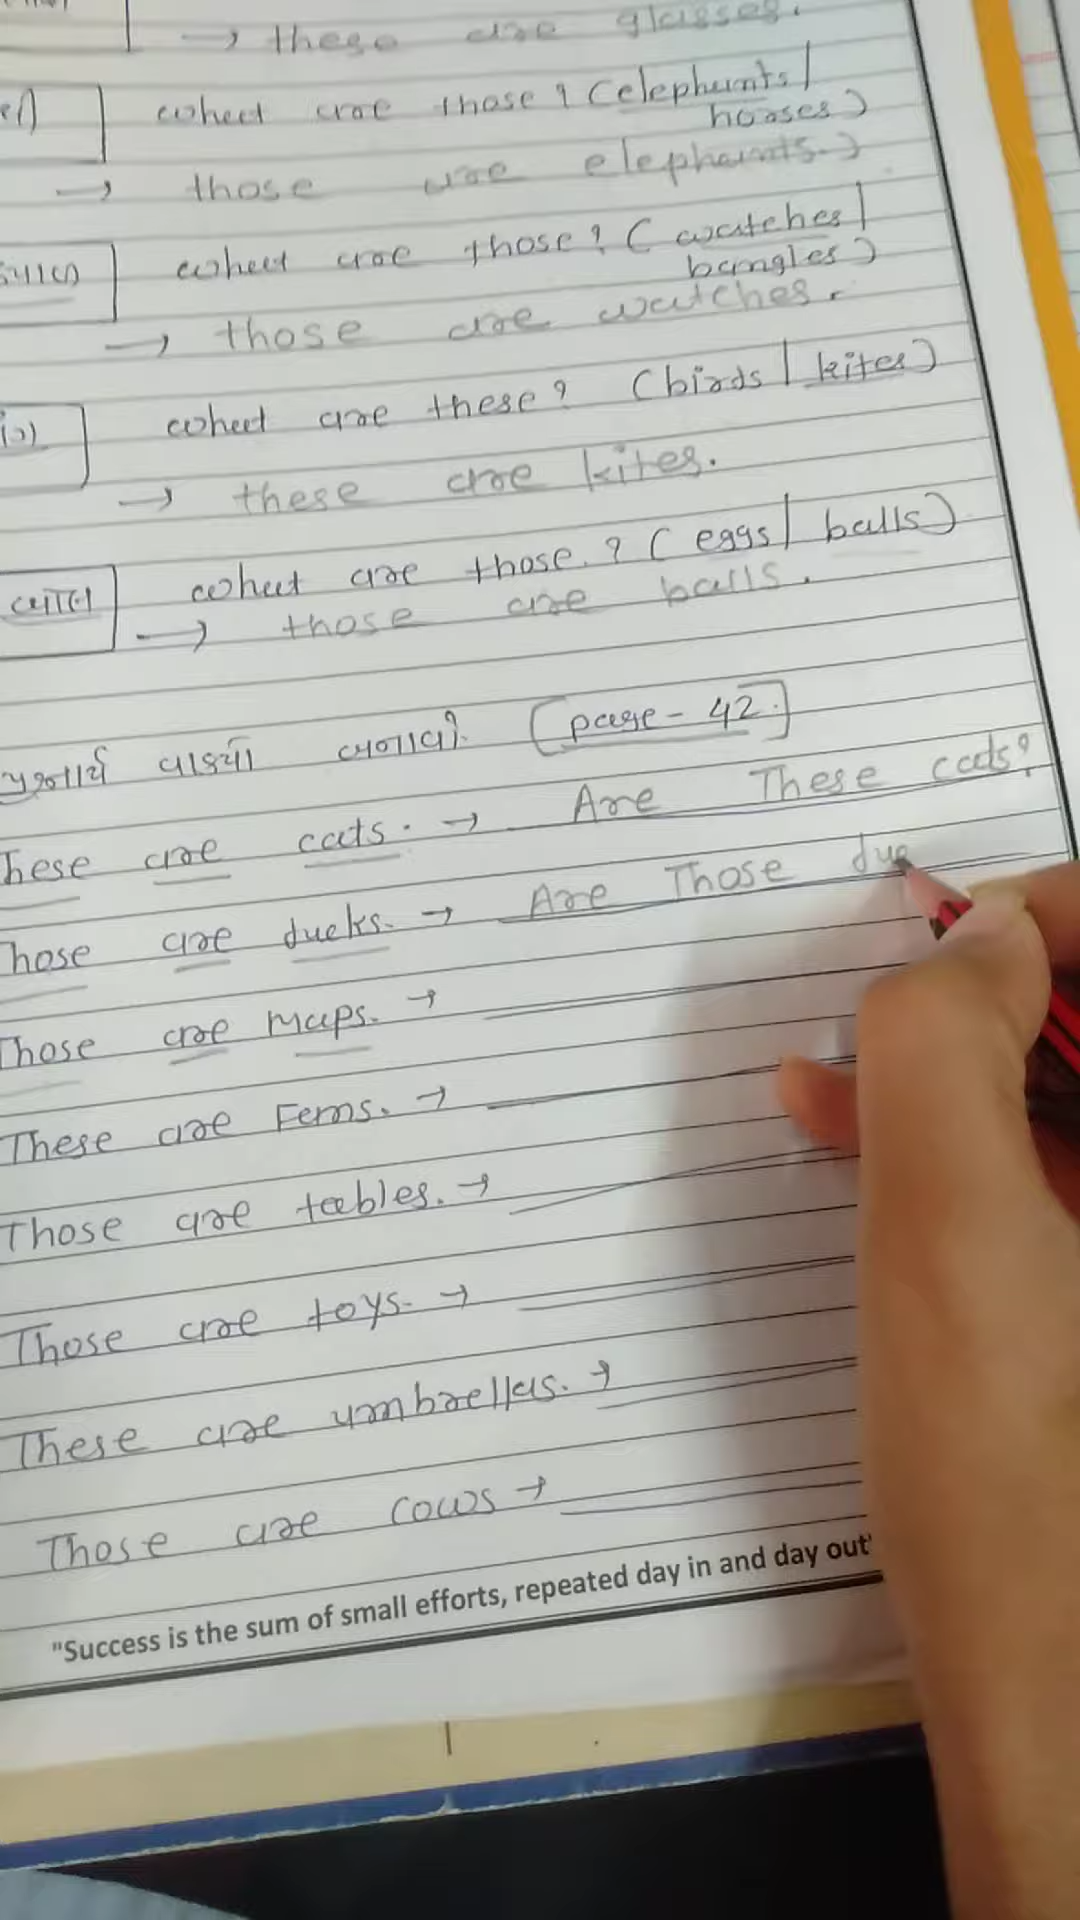 → these are glasses.
what are those? (elephants/
horses)
→ those are elephants.
what are those? (watches/
bangles)
→ those are watches.
what are these? (birds/kites)
→ these are kites.
what are those.? (eggs/balls)
→ those are balls.
પ્રશ્નાર્થ વાક્યો બનાવો. [page-42.]
hese are cats. → Are These cats?
hose are ducks. → Are Those duc
Those are Maps. →
These are Ferns. →
Those are tables. →
Those are toys. →
These are umbrellas. →
Those are cows →
"Success is the sum of small efforts, repeated day in and day out"